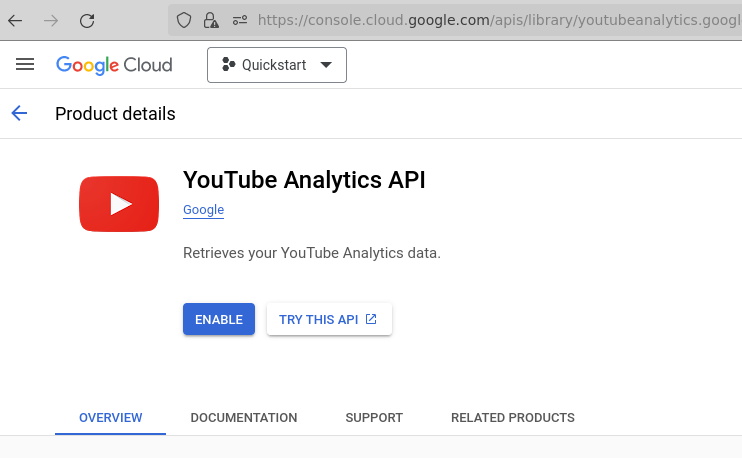 https://console.cloud.google.com/apis/library/youtubeanalytics.googl
Google Cloud
Quickstart
Product details
YouTube Analytics API
Google
Retrieves your YouTube Analytics data.
ENABLE
TRY THIS API
OVERVIEW DOCUMENTATION SUPPORT RELATED PRODUCTS